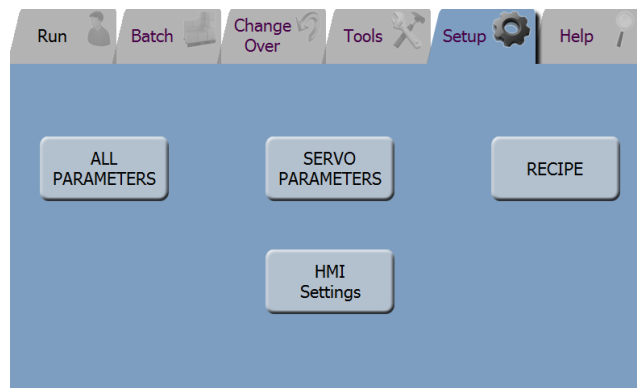 Run
Batch
Change
Over
Tools
Setup
Help
ALL
PARAMETERS
SERVO
PARAMETERS
RECIPE
HMI
Settings